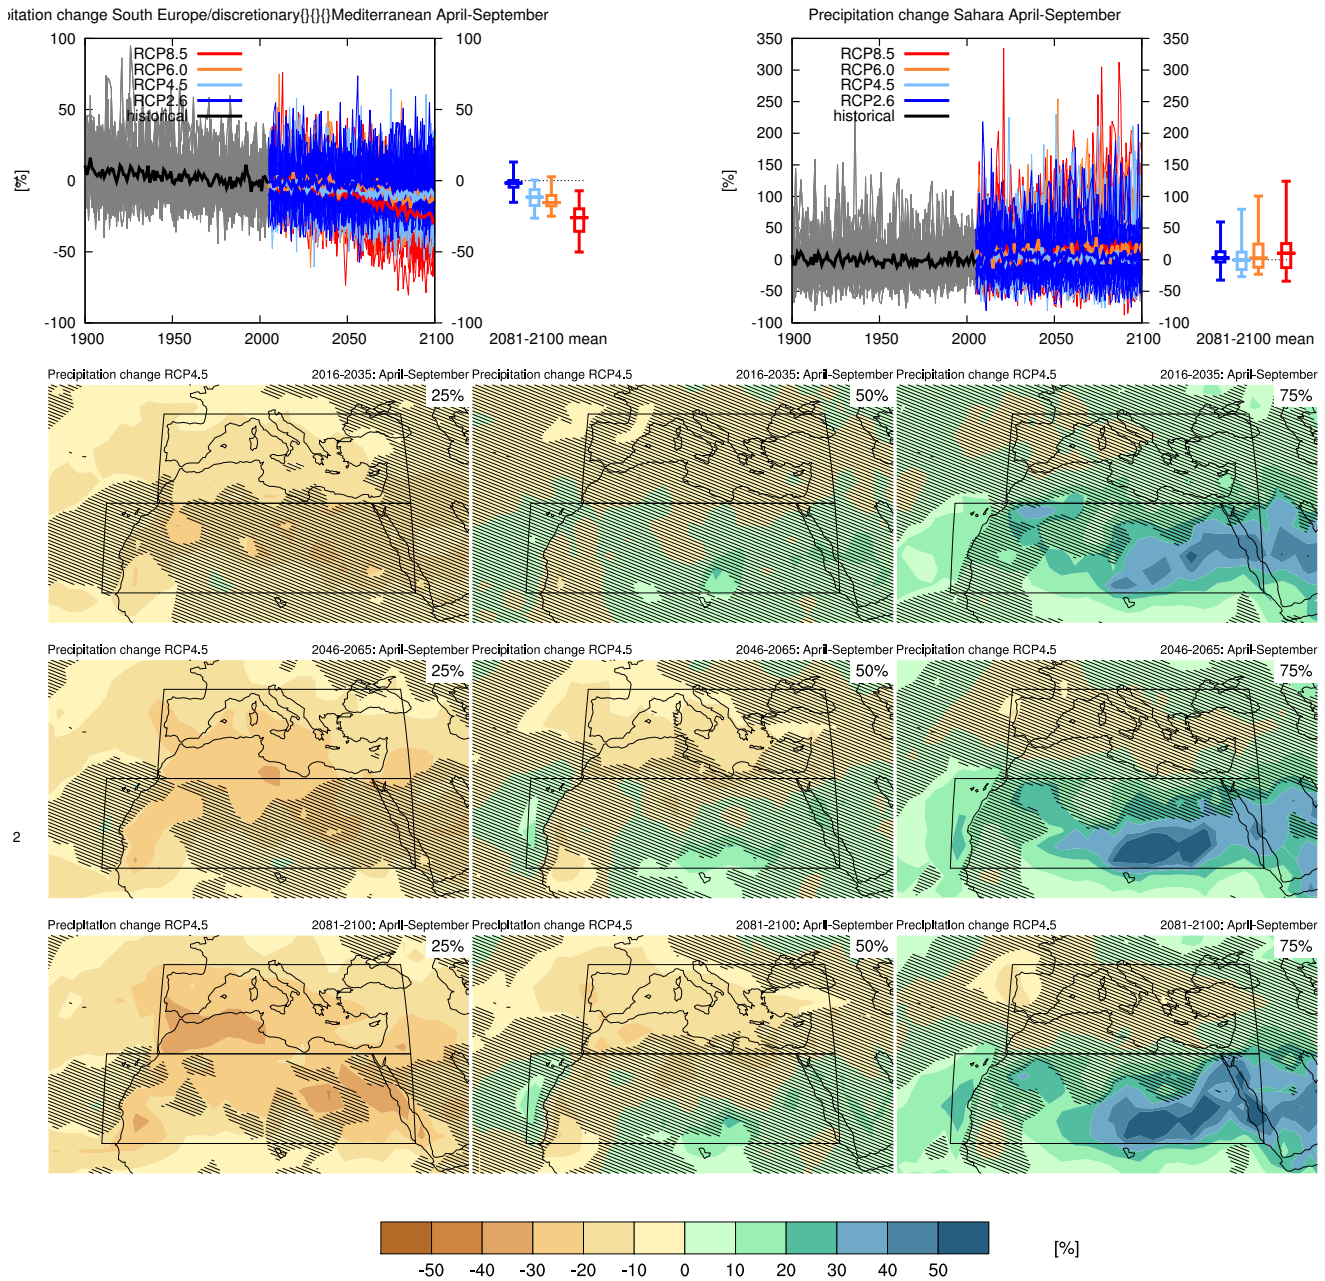 pitation change South Europe/discretionary{}{}{}Mediterranean April-September
Precipitation change Sahara April-September
100
50
0
-50
-100
[%]
RCP8.5
RCP6.0
RCP4.5
RCP2.6
historical
100
50
0
-50
-100
1900
1950
2000
2050
2100
2081-2100 mean
350
300
250
200
150
100
50
0
-50
-100
[%]
RCP8.5
RCP6.0
RCP4.5
RCP2.6
historical
350
300
250
200
150
100
50
0
-50
-100
1900
1950
2000
2050
2100
2081-2100 mean
Precipitation change RCP4.5 2016-2035: April-September
25%
Precipitation change RCP4.5 2016-2035: April-September
50%
Precipitation change RCP4.5 2016-2035: April-September
75%
Precipitation change RCP4.5 2046-2065: April-September
25%
Precipitation change RCP4.5 2046-2065: April-September
50%
Precipitation change RCP4.5 2046-2065: April-September
75%
2
Precipitation change RCP4.5 2081-2100: April-September
25%
Precipitation change RCP4.5 2081-2100: April-September
50%
Precipitation change RCP4.5 2081-2100: April-September
75%
-50 -40 -30 -20 -10 0 10 20 30 40 50
[%]